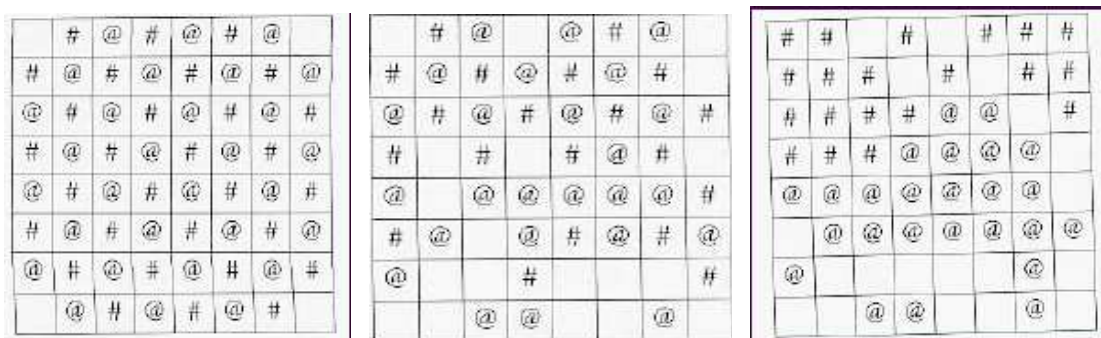 # @ # @ # @
# @ # @ # @ # @
@ # @ # @ # @ #
# @ # @ # @ # @
@ # @ # @ # @ #
# @ # @ # @ # @
@ # @ # @ # @ #
@ # @ # @ #
# @ @ # @
# @ # @ # @ #
@ # @ # @ # @ #
# # # @ #
@ @ @ @ @ @ #
# @ @ # @ # @
@ # #
@ @ @
# # # # # #
# # # # # #
# # # # @ @ #
# # # @ @ @ @
@ @ @ @ @ @ @
@ @ @ @ @ @ @
@ @
@ @ @